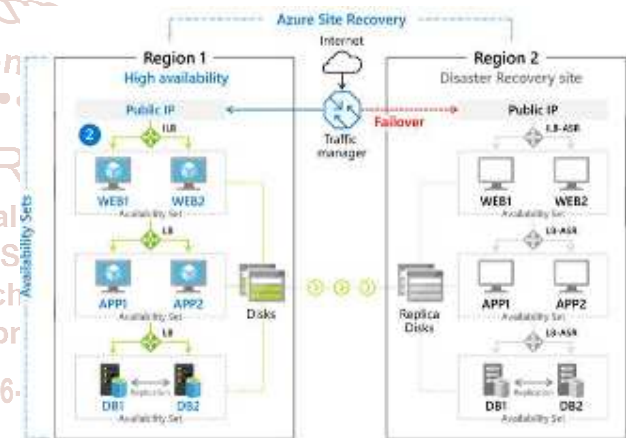 Azure Site Recovery
Internet
Region 1
High availability
Region 2
Disaster Recovery site
Public IP
Traffic manager
Failover
Public IP
2
ILB
ILB-ASR
WEB1
WEB2
Availability Set
WEB1
WEB2
Availability Set
Availability Sets
LB
LB-ASR
APP1
APP2
Availability Set
Disks
Replica Disks
APP1
APP2
Availability Set
LB
LB-ASR
Replication
DB1
DB2
Availability Set
Replication
DB1
DB2
Availability Set